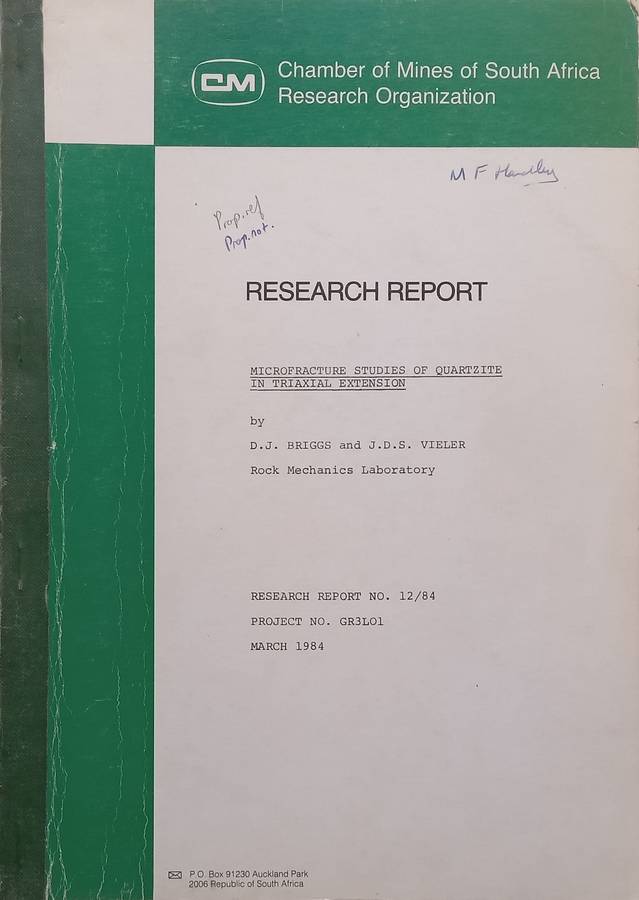 CM
Chamber of Mines of South Africa
Research Organization
M F Handley
Prop. ref
Prop. not.
RESEARCH REPORT
MICROFRACTURE STUDIES OF QUARTZITE
IN TRIAXIAL EXTENSION
by
D.J. BRIGGS and J.D.S. VIELER
Rock Mechanics Laboratory
RESEARCH REPORT NO. 12/84
PROJECT NO. GR3LO1
MARCH 1984
P.O. Box 91230 Auckland Park
2006 Republic of South Africa